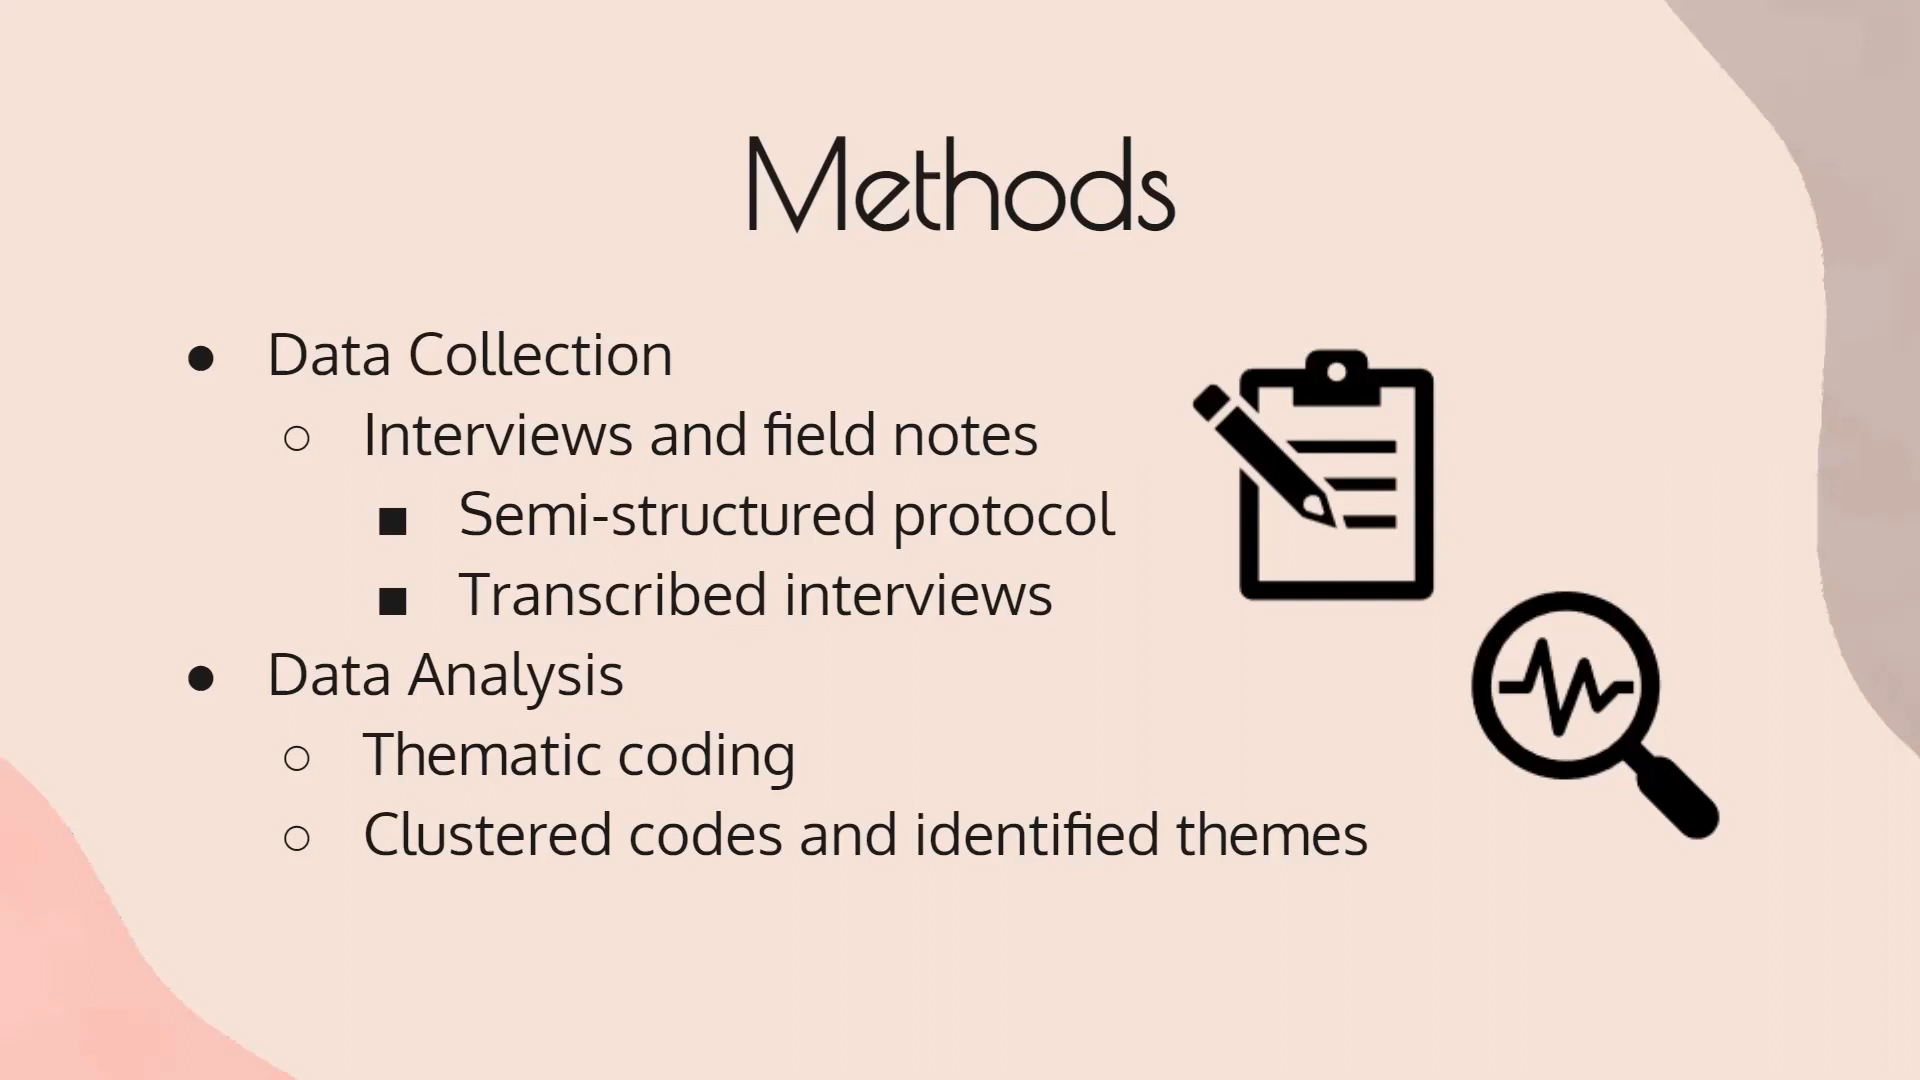 Methods
● Data Collection
○ Interviews and field notes
■ Semi-structured protocol
■ Transcribed interviews
● Data Analysis
○ Thematic coding
○ Clustered codes and identified themes